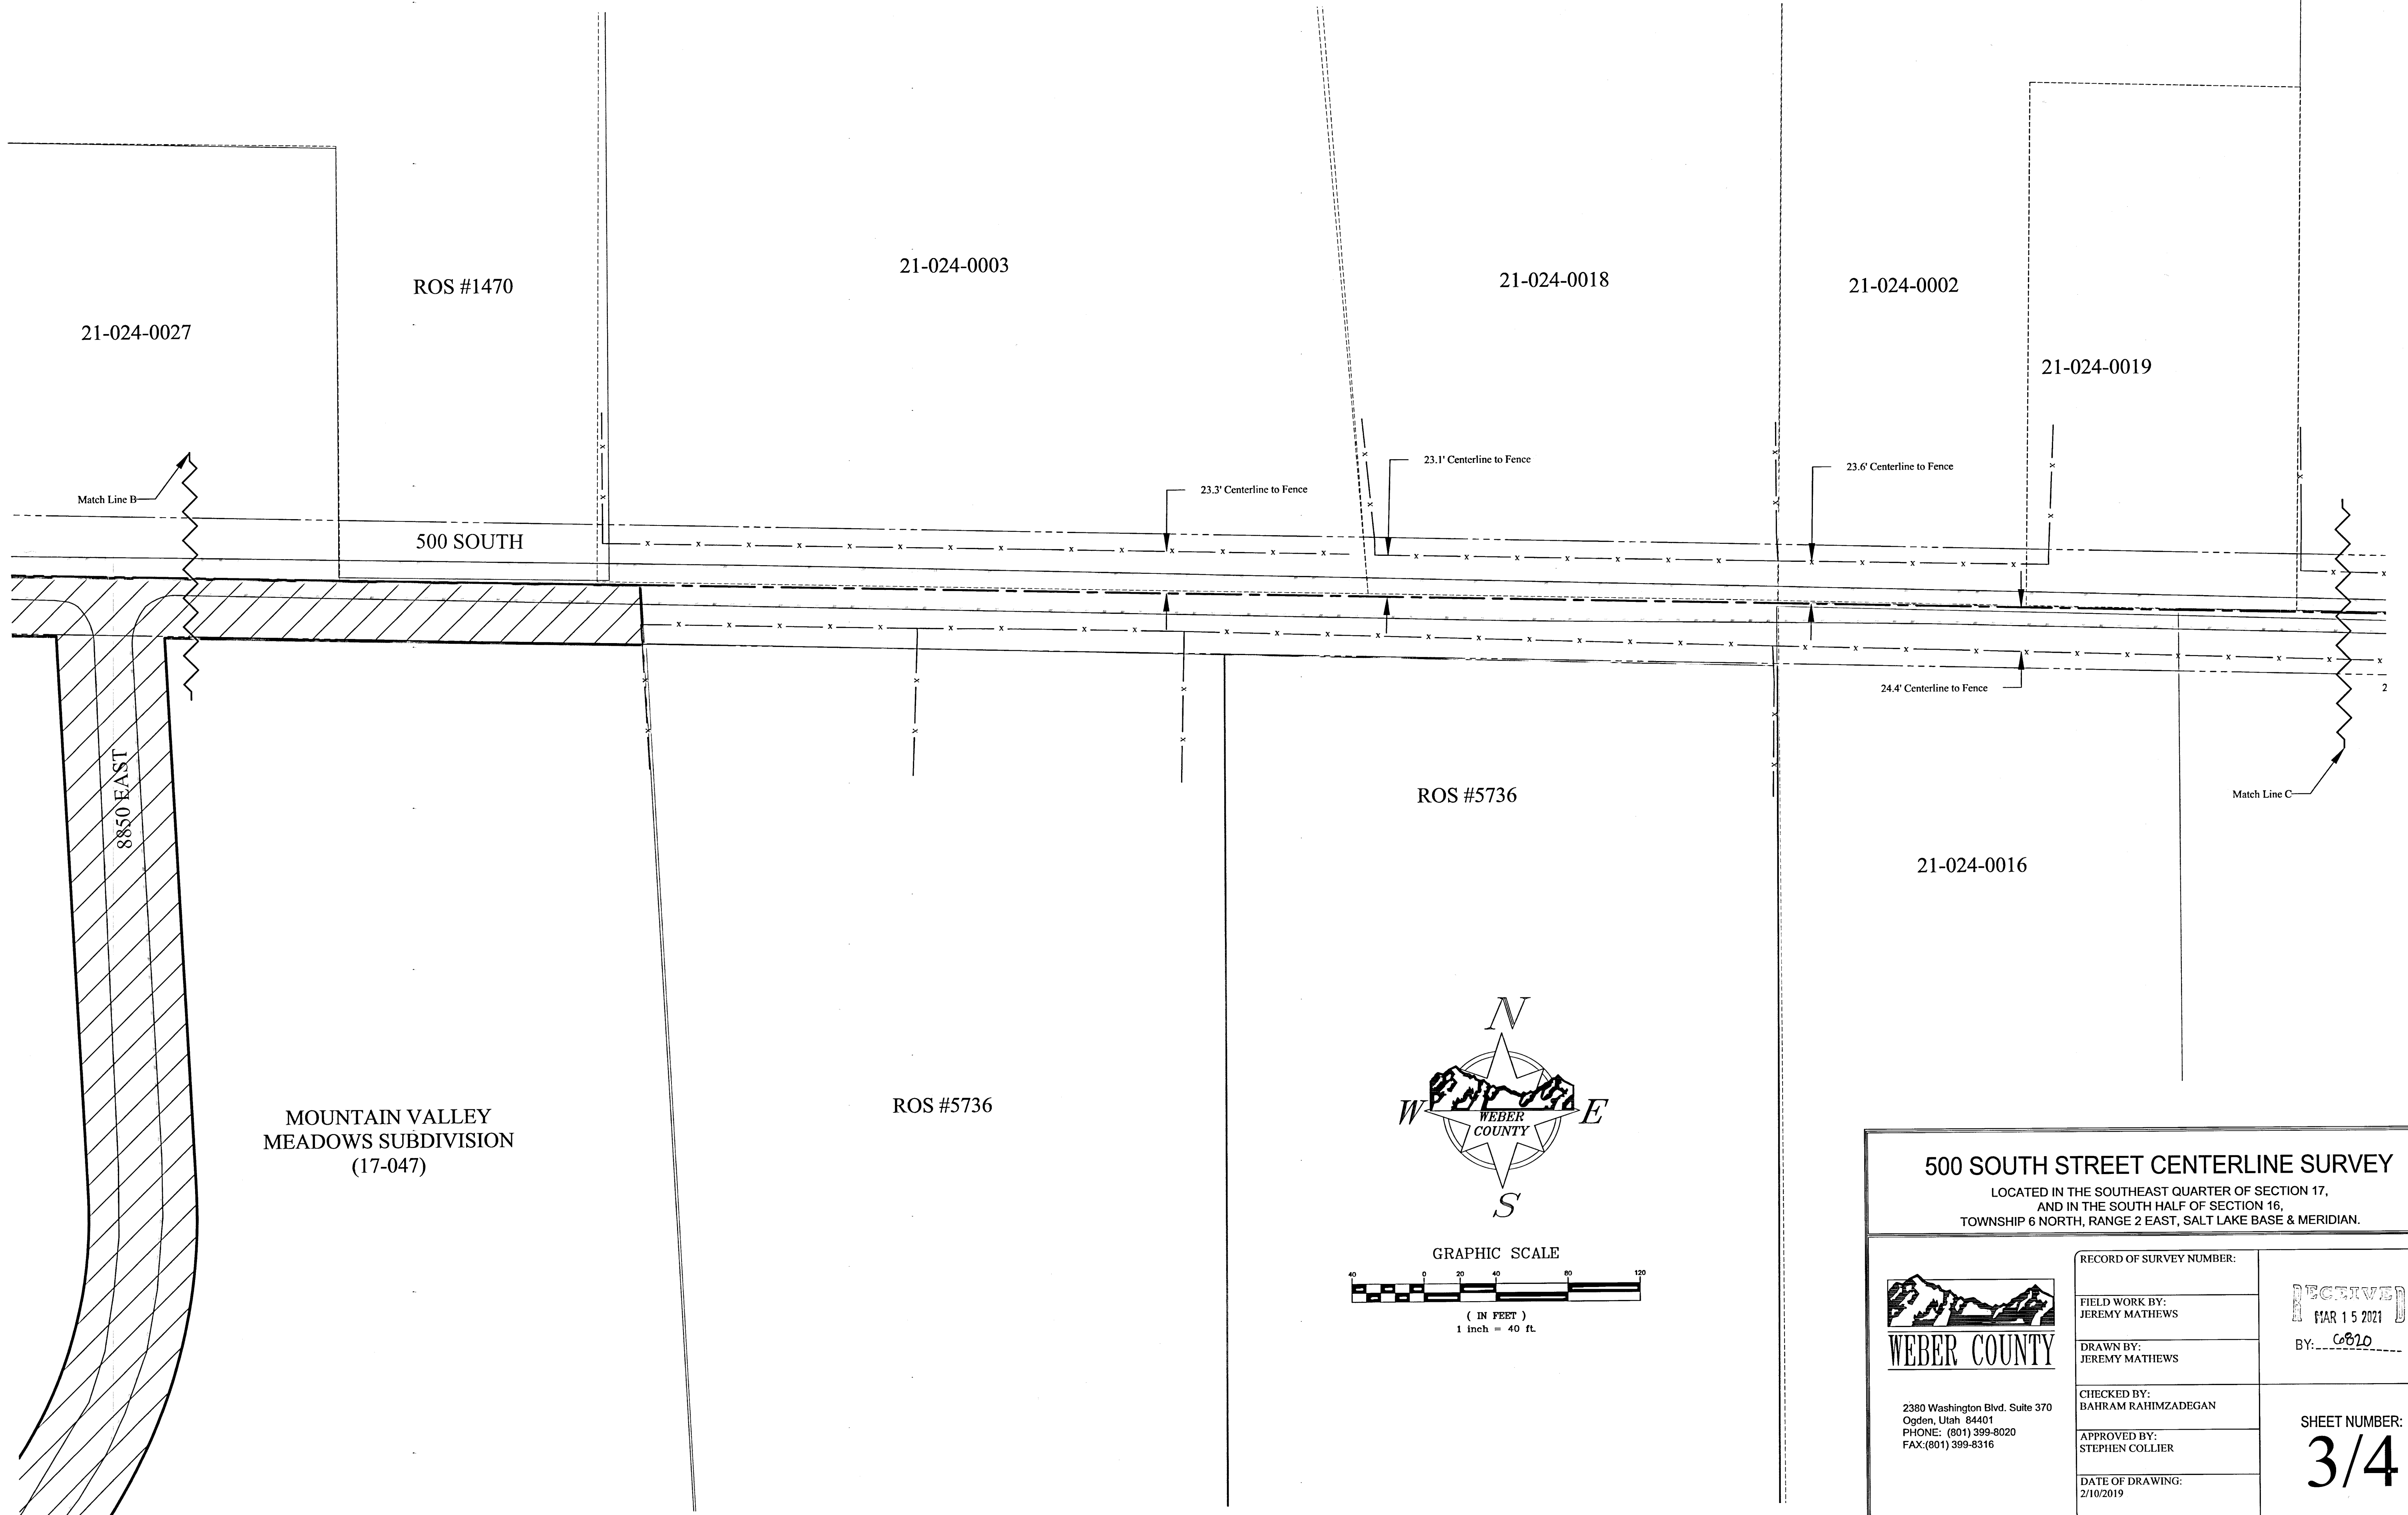 21-024-0027
ROS #1470
21-024-0003
21-024-0018
21-024-0002
21-024-0019
Match Line B
500 SOUTH
23.3' Centerline to Fence
23.1' Centerline to Fence
23.6' Centerline to Fence
24.4' Centerline to Fence
2
Match Line C
8850 EAST
ROS #5736
21-024-0016
MOUNTAIN VALLEY
MEADOWS SUBDIVISION
(17-047)
ROS #5736
N
W
E
S
WEBER
COUNTY
GRAPHIC SCALE
40 0 20 40 80 120
( IN FEET )
1 inch = 40 ft.
500 SOUTH STREET CENTERLINE SURVEY
LOCATED IN THE SOUTHEAST QUARTER OF SECTION 17,
AND IN THE SOUTH HALF OF SECTION 16,
TOWNSHIP 6 NORTH, RANGE 2 EAST, SALT LAKE BASE & MERIDIAN.
WEBER COUNTY
2380 Washington Blvd. Suite 370
Ogden, Utah 84401
PHONE: (801) 399-8020
FAX:(801) 399-8316
RECORD OF SURVEY NUMBER:
FIELD WORK BY:
JEREMY MATHEWS
DRAWN BY:
JEREMY MATHEWS
CHECKED BY:
BAHRAM RAHIMZADEGAN
APPROVED BY:
STEPHEN COLLIER
DATE OF DRAWING:
2/10/2019
RECEIVED
MAR 15 2021
BY: 6820
SHEET NUMBER:
3/4